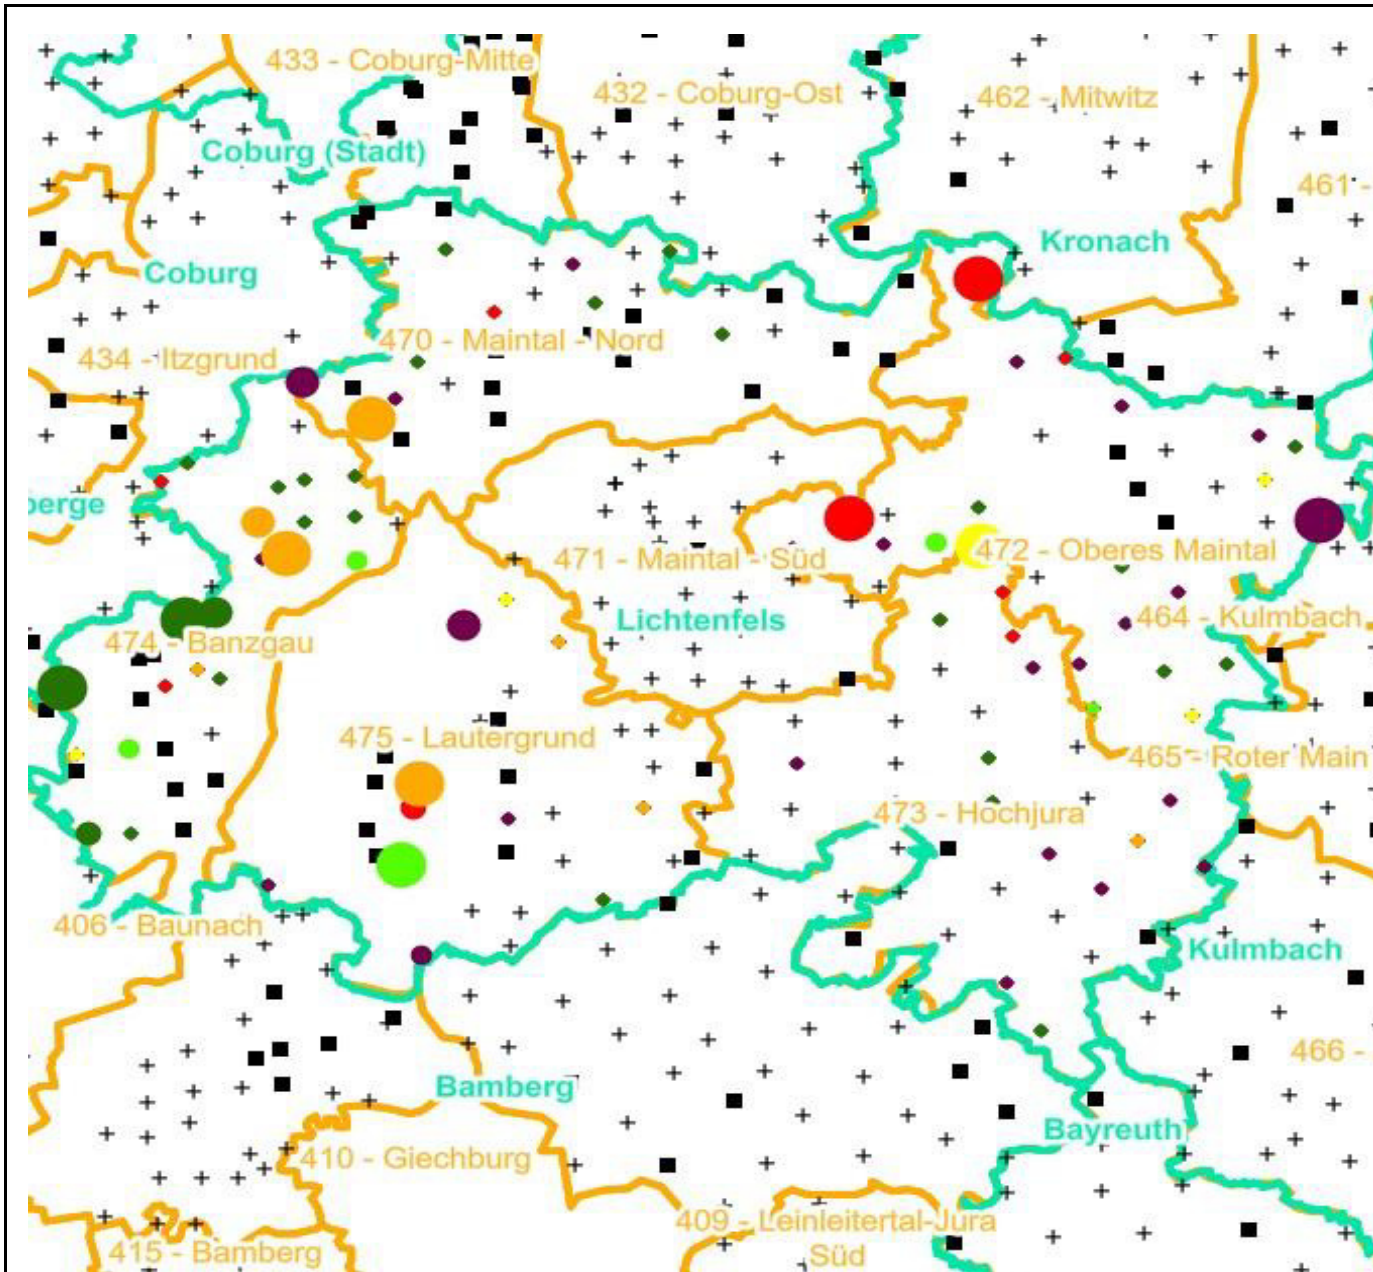 433 - Coburg-Mitte
432 - Coburg-Ost
462 - Mitwitz
Coburg (Stadt)
461 -
Kronach
Coburg
470 - Maintal - Nord
434 - Itzgrund
berge
471 - Maintal - Süd
472 - Oberes Maintal
Lichtenfels
464 - Kulmbach
474 - Banzgau
475 - Lautergrund
465 - Roter Main
473 - Hochjura
406 - Baunach
Kulmbach
466 -
Bamberg
Bayreuth
410 - Giechburg
409 - Leinleitertal-Jura
Süd
415 - Bamberg